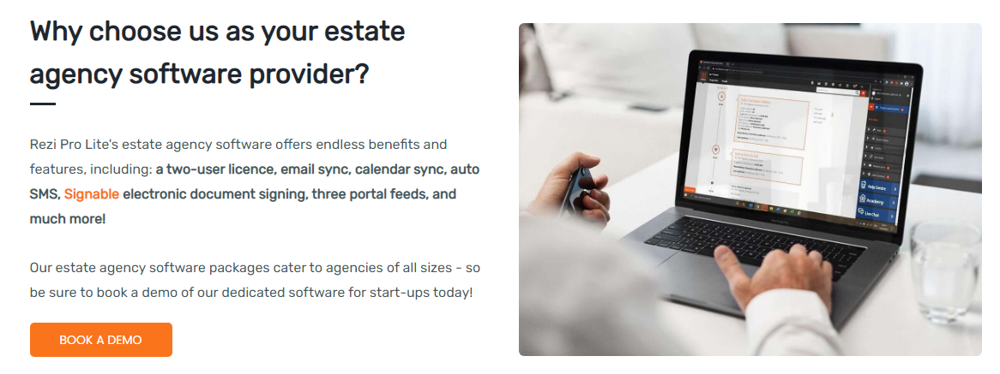 Why choose us as your estate
agency software provider?
Rezi Pro Lite's estate agency software offers endless benefits and
features, including: a two-user licence, email sync, calendar sync, auto
SMS, Signable electronic document signing, three portal feeds, and
much more!
Our estate agency software packages cater to agencies of all sizes - so
be sure to book a demo of our dedicated software for start-ups today!
BOOK A DEMO
Help Centre
Academy
Live Chat